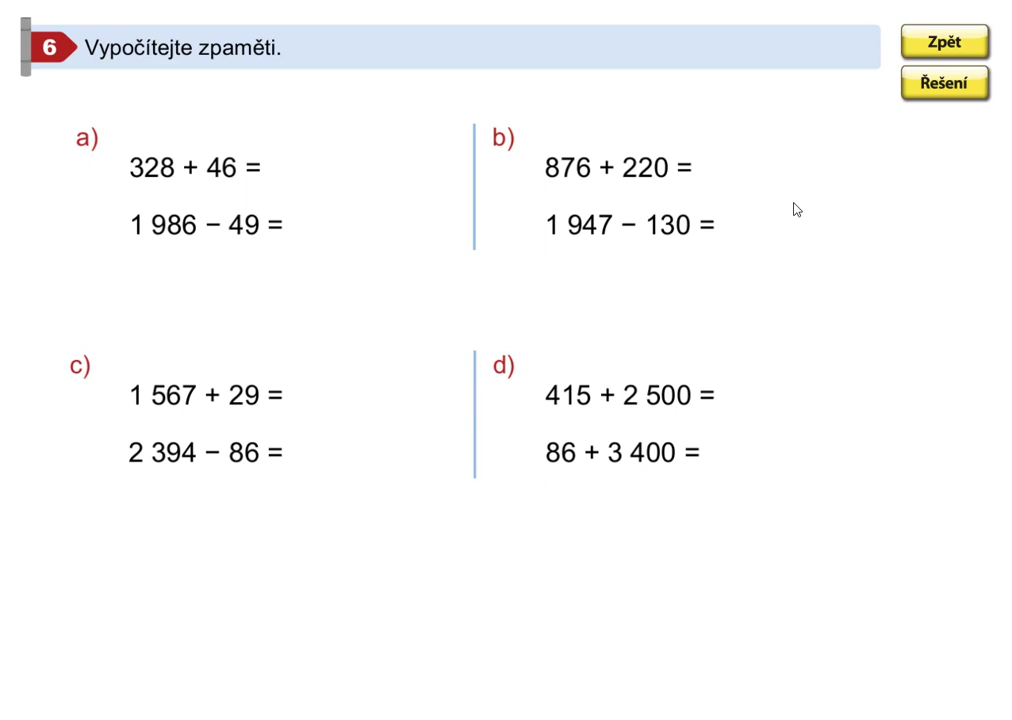 6 Vypočítejte zpaměti.
Zpět
Řešení
a)
328 + 46 =
1 986 − 49 =
b)
876 + 220 =
1 947 − 130 =
c)
1 567 + 29 =
2 394 − 86 =
d)
415 + 2 500 =
86 + 3 400 =